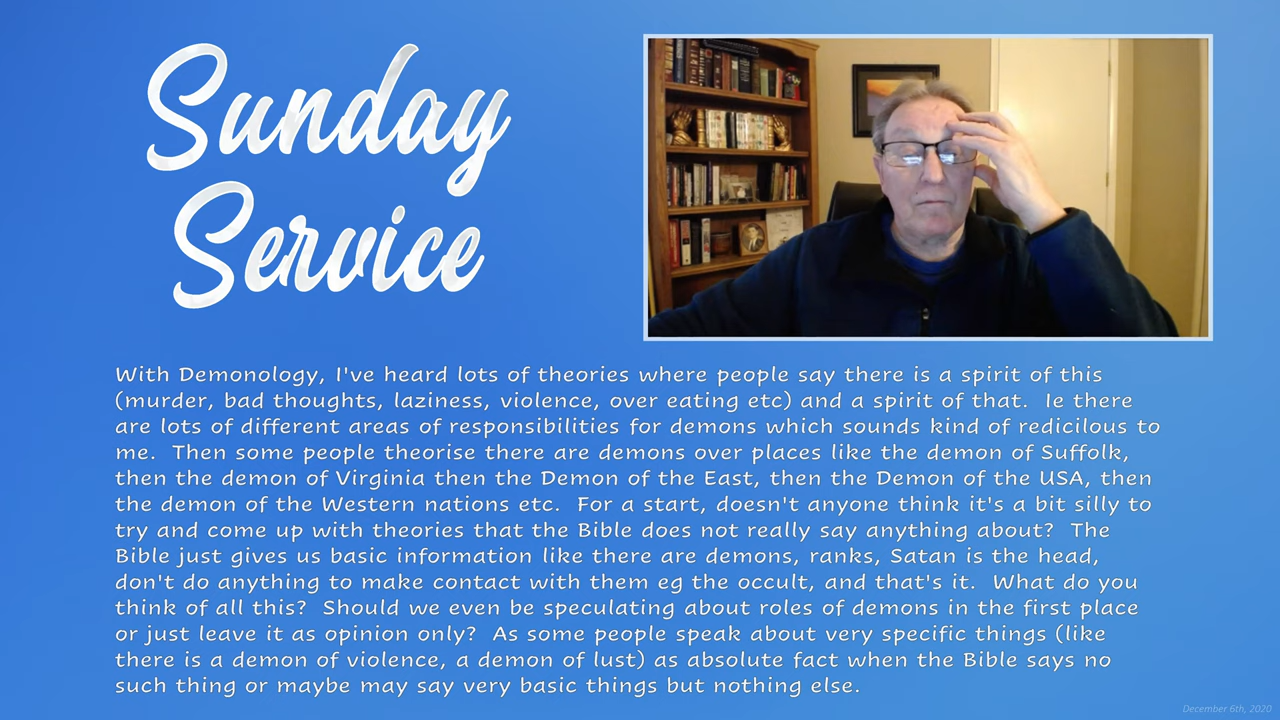 Sunday
Service
With Demonology, I've heard lots of theories where people say there is a spirit of this
(murder, bad thoughts, laziness, violence, over eating etc) and a spirit of that.  Ie there
are lots of different areas of responsibilities for demons which sounds kind of redicilous to
me.  Then some people theorise there are demons over places like the demon of Suffolk,
then the demon of Virginia then the Demon of the East, then the Demon of the USA, then
the demon of the Western nations etc.  For a start, doesn't anyone think it's a bit silly to
try and come up with theories that the Bible does not really say anything about?  The
Bible just gives us basic information like there are demons, ranks, Satan is the head,
don't do anything to make contact with them eg the occult, and that's it.  What do you
think of all this?  Should we even be speculating about roles of demons in the first place
or just leave it as opinion only?  As some people speak about very specific things (like
there is a demon of violence, a demon of lust) as absolute fact when the Bible says no
such thing or maybe may say very basic things but nothing else.
December 6th, 2020